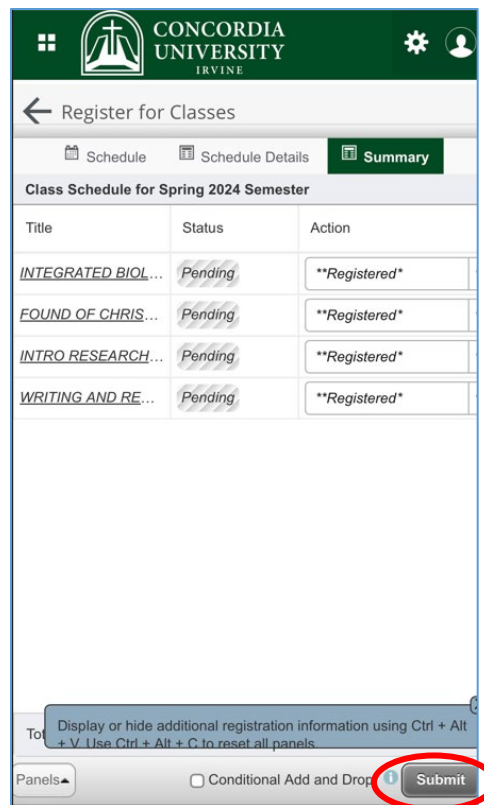 CONCORDIA
UNIVERSITY
IRVINE
Register for Classes
Schedule Schedule Details Summary
Class Schedule for Spring 2024 Semester
Title Status Action
INTEGRATED BIOL... Pending **Registered*
FOUND OF CHRIS... Pending **Registered*
INTRO RESEARCH... Pending **Registered*
WRITING AND RE... Pending **Registered*
Display or hide additional registration information using Ctrl + Alt
+ V. Use Ctrl + Alt + C to reset all panels.
Panels Conditional Add and Drop Submit